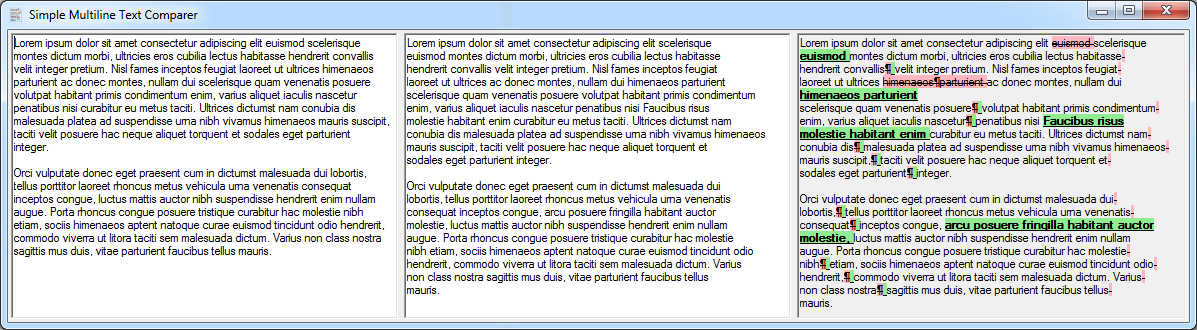 Simple Multiline Text Comparer
Lorem ipsum dolor sit amet consectetur adipiscing elit euismod scelerisque
montes dictum morbi, ultricies eros cubilia lectus habitasse hendrerit convallis
velit integer pretium. Nisl fames inceptos feugiat laoreet ut ultrices himenaeos
parturient ac donec montes, nullam dui scelerisque quam venenatis posuere
volutpat habitant primis condimentum enim, varius aliquet iaculis nascetur
penatibus nisi curabitur eu metus taciti. Ultrices dictumst nam conubia dis
malesuada platea ad suspendisse urna nibh vivamus himenaeos mauris suscipit,
taciti velit posuere hac neque aliquet torquent et sodales eget parturient
integer.
Orci vulputate donec eget praesent cum in dictumst malesuada dui lobortis,
tellus porttitor laoreet rhoncus metus vehicula urna venenatis consequat
inceptos congue, luctus mattis auctor nibh suspendisse hendrerit enim nullam
augue. Porta rhoncus congue posuere tristique curabitur hac molestie nibh
etiam, sociis himenaeos aptent natoque curae euismod tincidunt odio hendrerit,
commodo viverra ut litora taciti sem malesuada dictum. Varius non class nostra
sagittis mus duis, vitae parturient faucibus tellus mauris.
Lorem ipsum dolor sit amet consectetur adipiscing elit scelerisque
euismod montes dictum morbi, ultricies eros cubilia lectus habitasse
hendrerit convallis velit integer pretium. Nisl fames inceptos feugiat
laoreet ut ultrices ac donec montes, nullam dui himenaeos parturient
scelerisque quam venenatis posuere volutpat habitant primis condimentum
enim, varius aliquet iaculis nascetur penatibus nisi Faucibus risus
molestie habitant enim curabitur eu metus taciti. Ultrices dictumst nam
conubia dis malesuada platea ad suspendisse urna nibh vivamus himenaeos
mauris suscipit, taciti velit posuere hac neque aliquet torquent et
sodales eget parturient integer.
Orci vulputate donec eget praesent cum in dictumst malesuada dui
lobortis, tellus porttitor laoreet rhoncus metus vehicula urna venenatis
consequat inceptos congue, arcu posuere fringilla habitant auctor
molestie, luctus mattis auctor nibh suspendisse hendrerit enim nullam
augue. Porta rhoncus congue posuere tristique curabitur hac molestie
nibh etiam, sociis himenaeos aptent natoque curae euismod tincidunt odio
hendrerit, commodo viverra ut litora taciti sem malesuada dictum. Varius
non class nostra sagittis mus duis, vitae parturient faucibus tellus
mauris.
Lorem ipsum dolor sit amet consectetur adipiscing elit euismod scelerisque
euismod montes dictum morbi, ultricies eros cubilia lectus habitasse
hendrerit convallis¶ velit integer pretium. Nisl fames inceptos feugiat
laoreet ut ultrices himenaeos¶parturient ac donec montes, nullam dui
himenaeos parturient
scelerisque quam venenatis posuere¶ volutpat habitant primis condimentum
enim, varius aliquet iaculis nascetur¶ penatibus nisi Faucibus risus
molestie habitant enim curabitur eu metus taciti. Ultrices dictumst nam
conubia dis¶ malesuada platea ad suspendisse urna nibh vivamus himenaeos
mauris suscipit,¶ taciti velit posuere hac neque aliquet torquent et
sodales eget parturient¶ integer.
Orci vulputate donec eget praesent cum in dictumst malesuada dui
lobortis,¶ tellus porttitor laoreet rhoncus metus vehicula urna venenatis
consequat¶ inceptos congue, arcu posuere fringilla habitant auctor
molestie, luctus mattis auctor nibh suspendisse hendrerit enim nullam
augue. Porta rhoncus congue posuere tristique curabitur hac molestie
nibh¶ etiam, sociis himenaeos aptent natoque curae euismod tincidunt odio
hendrerit,¶ commodo viverra ut litora taciti sem malesuada dictum. Varius
non class nostra¶ sagittis mus duis, vitae parturient faucibus tellus
mauris.